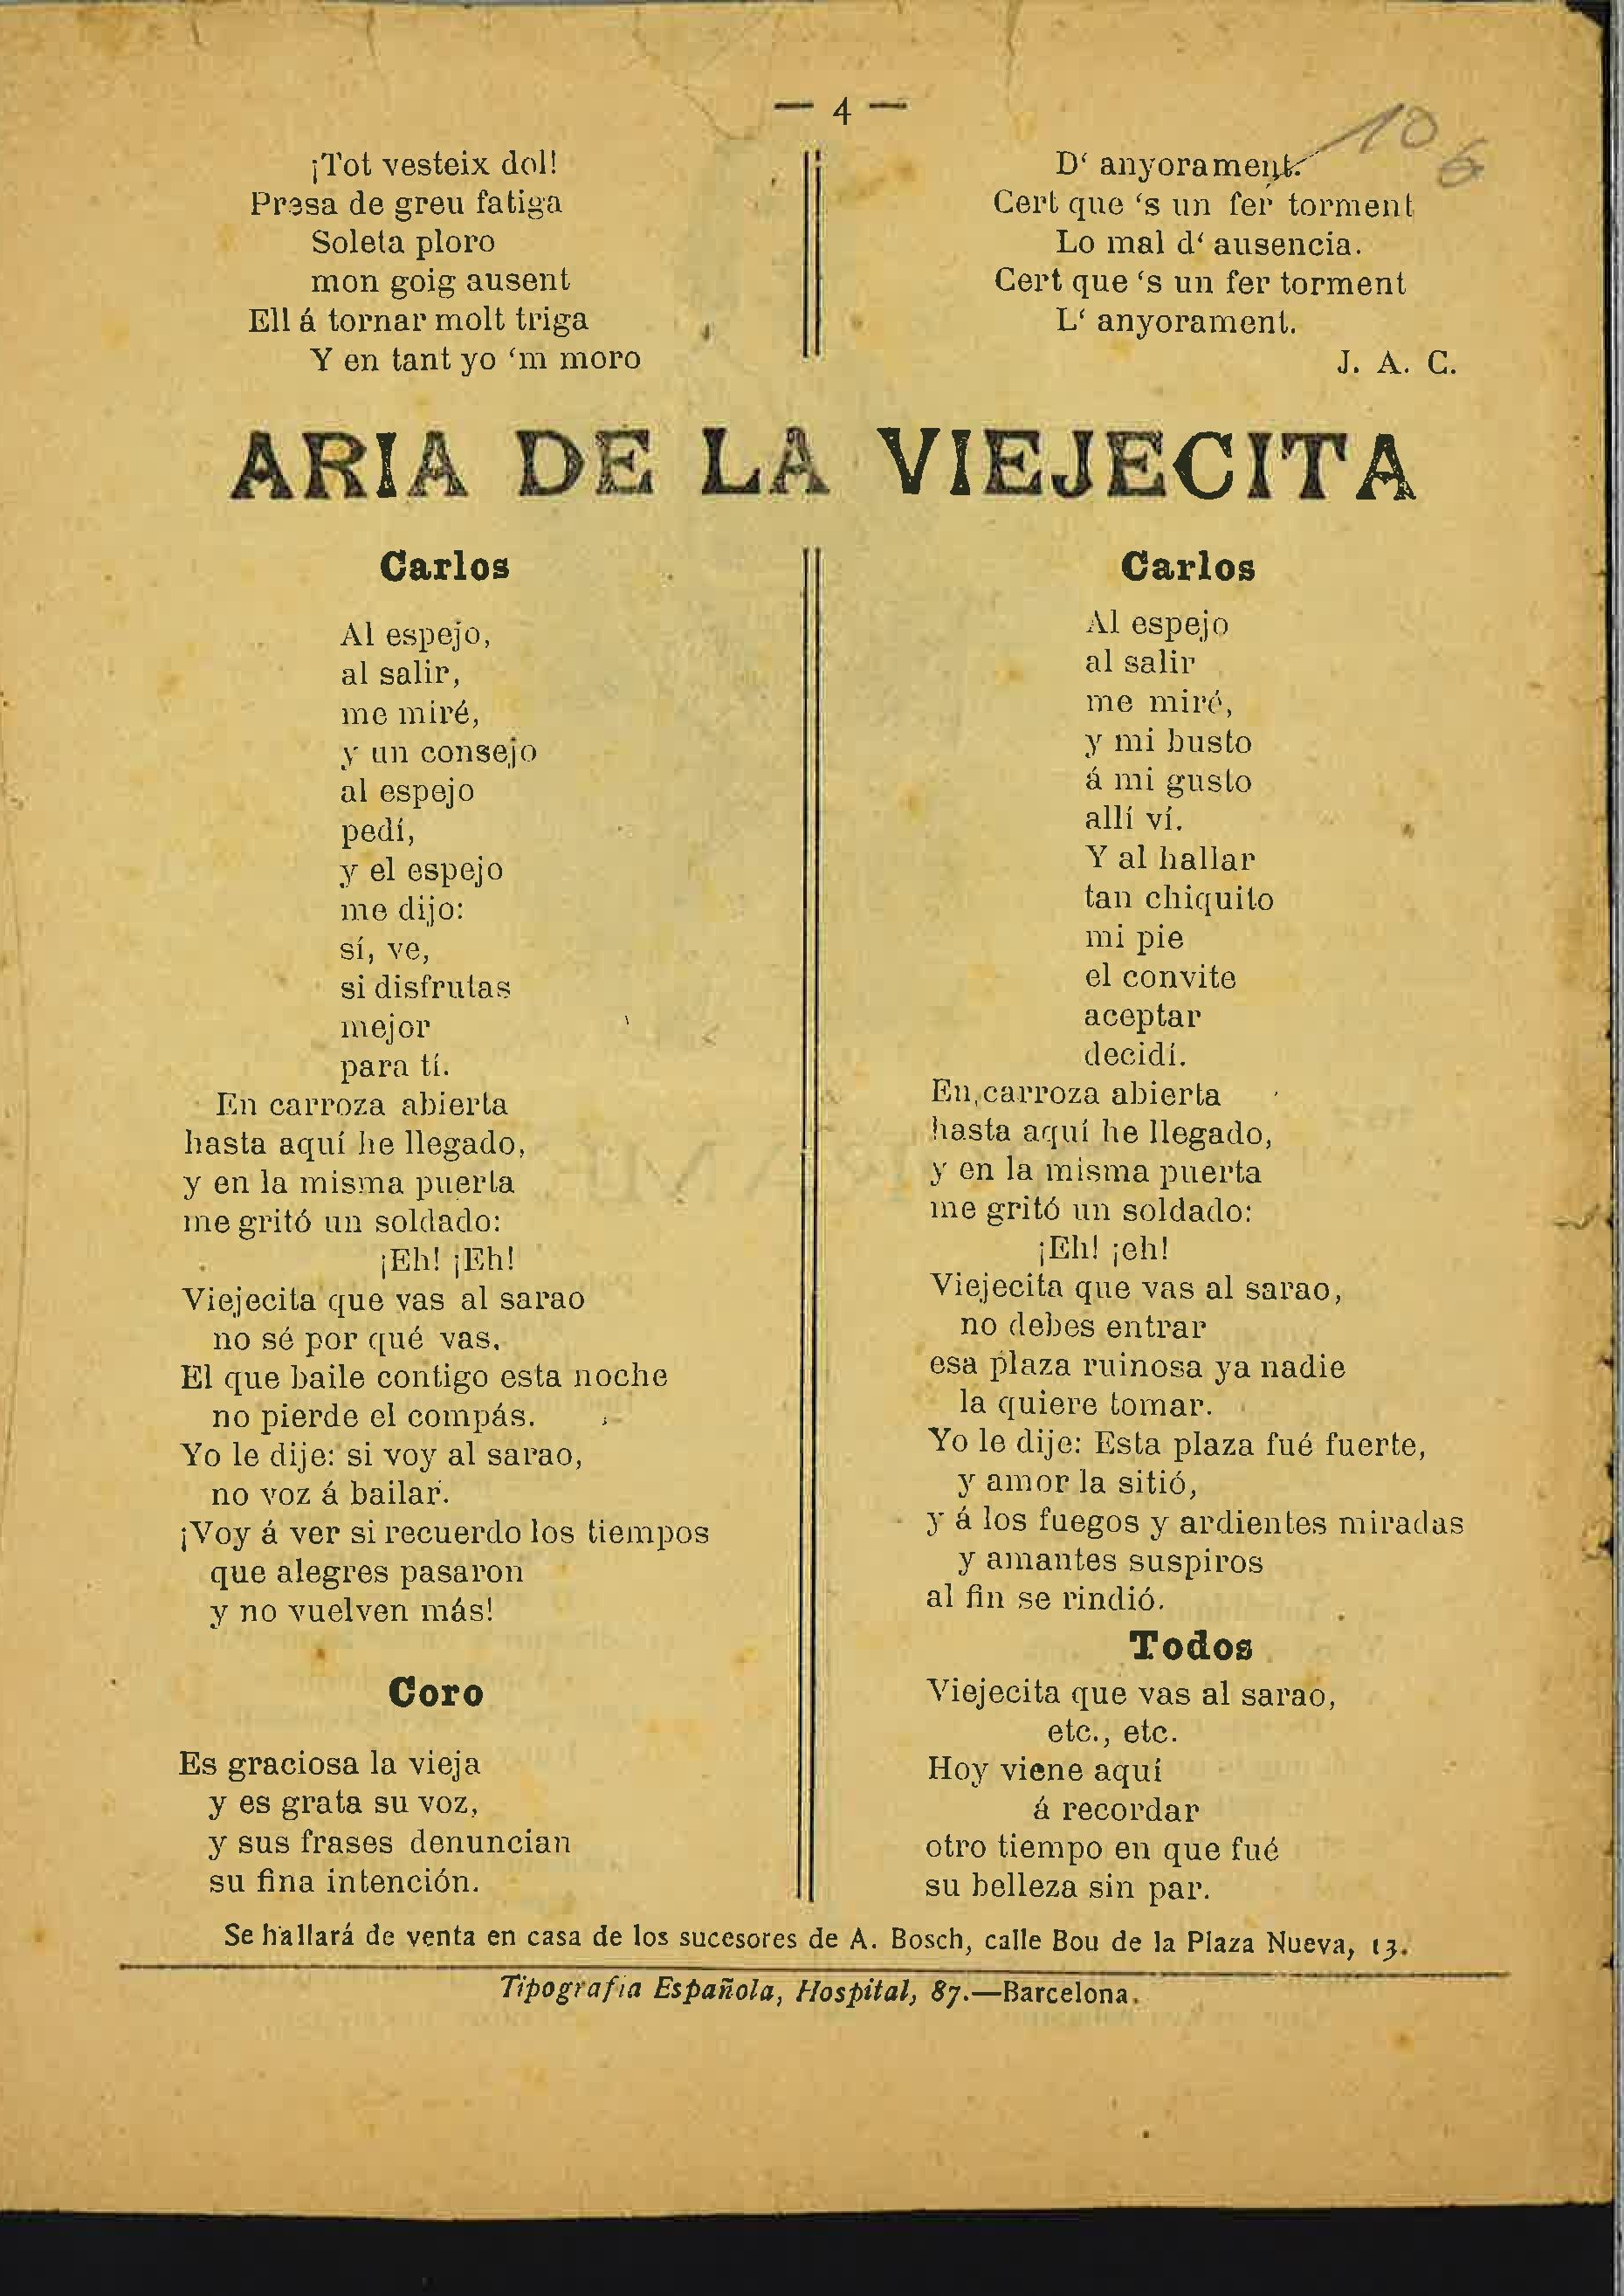 — 4 —
¡Tot vesteix dol!
Presa de greu fatiga
Soleta ploro
mon goig ausent
Ell á tornar molt triga
Y en tant yo ‘m moro
D‘ anyorament.
Cert que ‘s un fer torment
Lo mal d‘ ausencia.
Cert que ‘s un fer torment
L‘ anyorament.
J. A. C.
106
ARIA DE LA VIEJECITA
Carlos
Al espejo,
al salir,
me miré,
y un consejo
al espejo
pedí,
y el espejo
me dijo:
sí, ve,
si disfrutas
mejor
para tí.
En carroza abierta
hasta aquí he llegado,
y en la misma puerta
me gritó un soldado:
¡Eh! ¡Eh!
Viejecita que vas al sarao
no sé por qué vas.
El que baile contigo esta noche
no pierde el compás.
Yo le dije: si voy al sarao,
no voz á bailar.
¡Voy á ver si recuerdo los tiempos
que alegres pasaron
y no vuelven más!
Coro
Es graciosa la vieja
y es grata su voz,
y sus frases denuncian
su fina intención.
Carlos
Al espejo
al salir
me miré,
y mi busto
á mi gusto
allí ví.
Y al hallar
tan chiquito
mi pie
el convite
aceptar
decidí.
En carroza abierta
hasta aquí he llegado,
y en la misma puerta
me gritó un soldado:
¡Eh! ¡eh!
Viejecita que vas al sarao,
no debes entrar
esa plaza ruinosa ya nadie
la quiere tomar.
Yo le dije: Esta plaza fué fuerte,
y amor la sitió,
y á los fuegos y ardientes miradas
y amantes suspiros
al fin se rindió.
Todos
Viejecita que vas al sarao,
etc., etc.
Hoy viene aquí
á recordar
otro tiempo en que fué
su belleza sin par.
Se hallará de venta en casa de los sucesores de A. Bosch, calle Bou de la Plaza Nueva, 13.
Tipografia Española, Hospital, 87.—Barcelona.